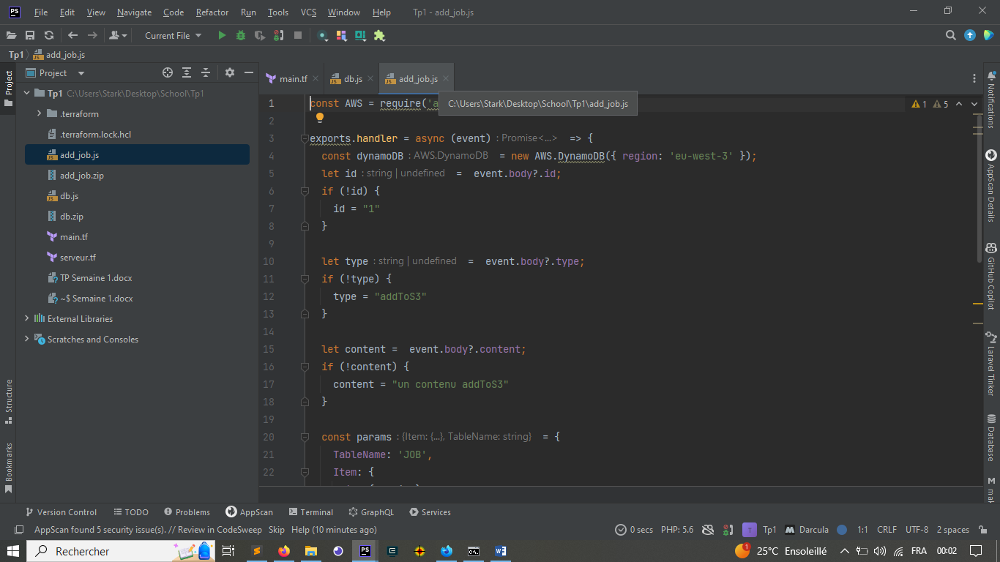 PS File Edit View Navigate Code Refactor Run Tools VCS Window Help Tp1 - add_job.js
Current File
Tp1 add_job.js
Project
Project
main.tf db.js add_job.js
C:\Users\Stark\Desktop\School\Tp1\add_job.js
Tp1 C:\Users\Stark\Desktop\School\Tp1
.terraform
.terraform.lock.hcl
add_job.js
add_job.zip
db.js
db.zip
main.tf
serveur.tf
TP Semaine 1.docx
~$ Semaine 1.docx
External Libraries
Scratches and Consoles
Structure
Bookmarks
1 const AWS = require('a
1 5
2
3 exports.handler = async (event) : Promise<...> => {
4 const dynamoDB : AWS.DynamoDB = new AWS.DynamoDB({ region: 'eu-west-3' });
5 let id : string | undefined = event.body?.id;
6 if (!id) {
7 id = "1"
8 }
9
10 let type : string | undefined = event.body?.type;
11 if (!type) {
12 type = "addToS3"
13 }
14
15 let content = event.body?.content;
16 if (!content) {
17 content = "un contenu addToS3"
18 }
19
20 const params : {Item: {...}, TableName: string} = {
21 TableName: 'JOB',
22 Item: {
Notifications
AppScan Details
GitHub Copilot
Laravel Tinker
Database
M
Version Control TODO Problems AppScan Terminal GraphQL Services
AppScan found 5 security issue(s). // Review in CodeSweep Skip Help (10 minutes ago)
0 secs PHP: 5.6 T Tp1 M Darcula 1:1 CRLF UTF-8 2 spaces
Rechercher
PS
1 25°C Ensoleillé FRA 00:02